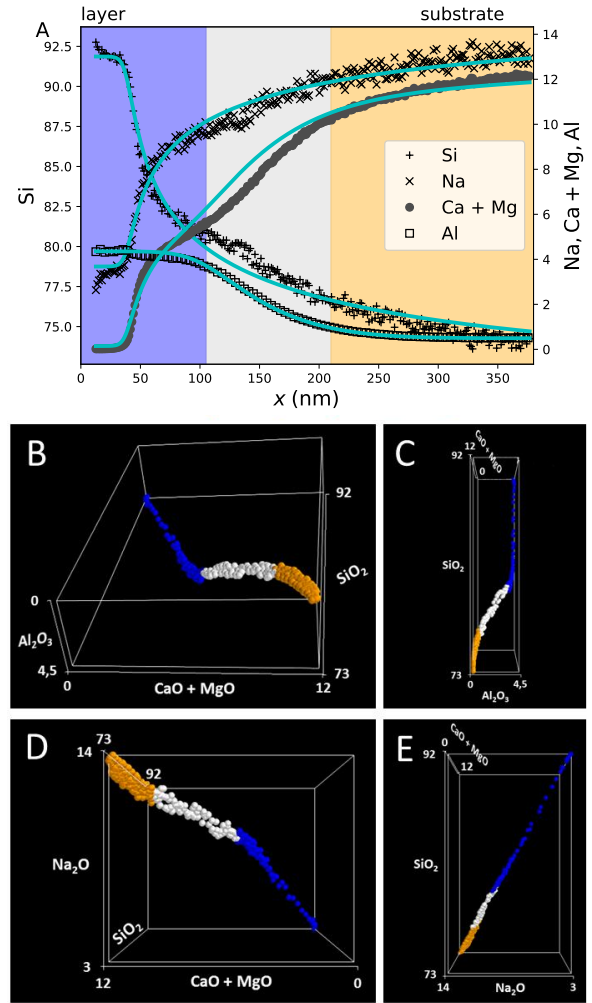 layer
substrate
A
92.5
90.0
87.5
85.0
82.5
80.0
77.5
75.0
Si
14
12
10
8
6
4
2
0
Na, Ca + Mg, Al
Si
Na
Ca + Mg
Al
0
50
100
150
200
250
300
350
x (nm)
B
92
SiO₂
0
Al₂O₃
4,5
0
CaO + MgO
12
73
C
CaO + MgO
12
92
0
SiO₂
73
0
4,5
Al₂O₃
D
73
14
92
Na₂O
SiO₂
3
12
CaO + MgO
0
E
CaO + MgO
0
92
12
SiO₂
73
14
Na₂O
3